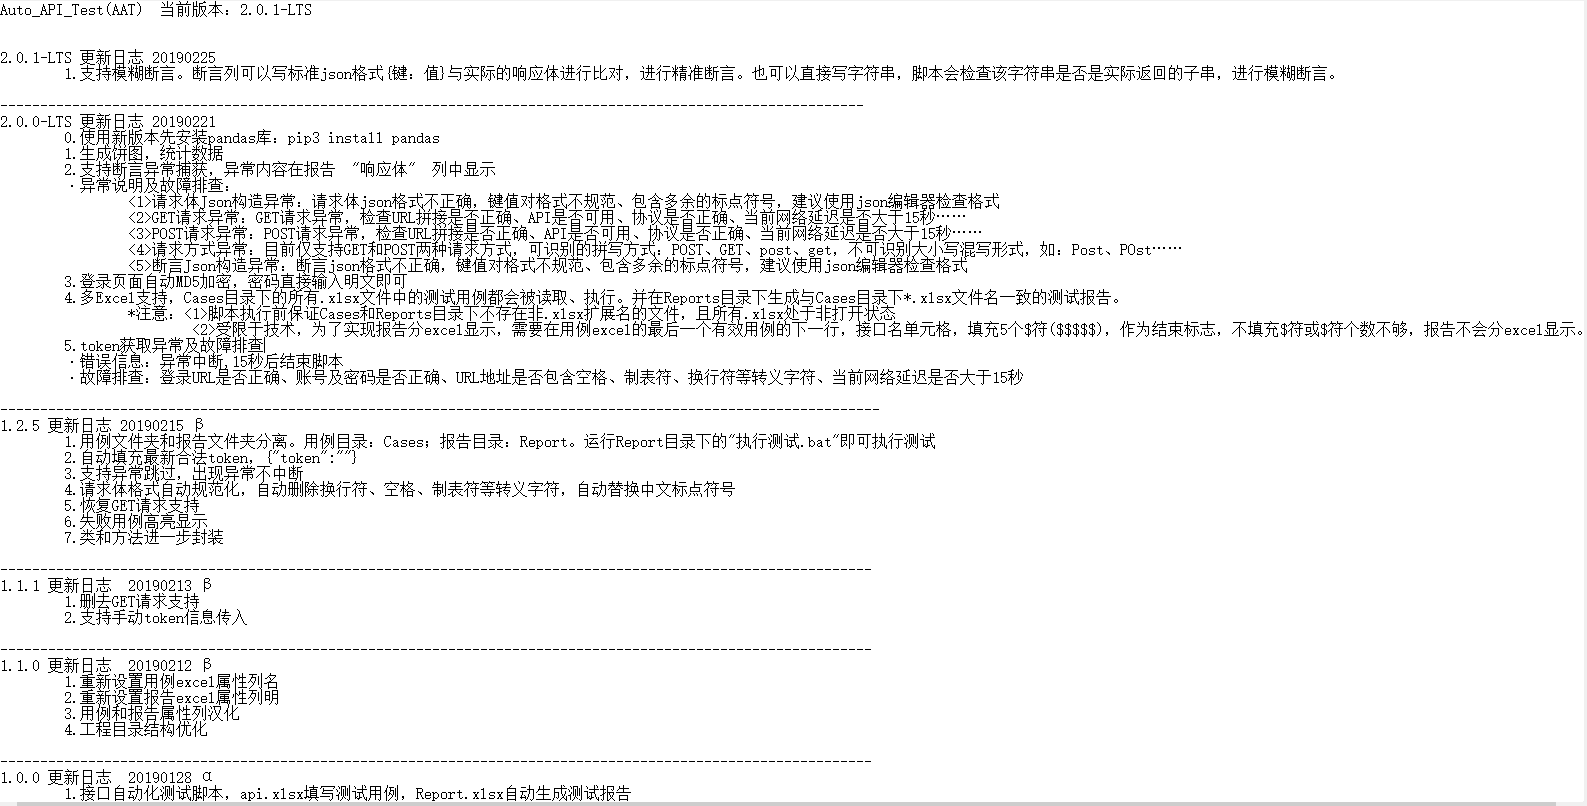 Auto_API_Test(AAT)  当前版本：2.0.1-LTS
2.0.1-LTS 更新日志 20190225
1.支持模糊断言。断言列可以写标准json格式{键：值}与实际的响应体进行比对，进行精准断言。也可以直接写字符串，脚本会检查该字符串是否是实际返回的子串，进行模糊断言。
------------------------------------------------------------------------------------------------------------
2.0.0-LTS 更新日志 20190221
0.使用新版本先安装pandas库：pip3 install pandas
1.生成饼图，统计数据
2.支持断言异常捕获，异常内容在报告  "响应体"  列中显示
·异常说明及故障排查：
<1>请求体Json构造异常：请求体json格式不正确，键值对格式不规范、包含多余的标点符号，建议使用json编辑器检查格式
<2>GET请求异常：GET请求异常，检查URL拼接是否正确、API是否可用、协议是否正确、当前网络延迟是否大于15秒……
<3>POST请求异常：POST请求异常，检查URL拼接是否正确、API是否可用、协议是否正确、当前网络延迟是否大于15秒……
<4>请求方式异常：目前仅支持GET和POST两种请求方式，可识别的拼写方式：POST、GET、post、get，不可识别大小写混写形式，如：Post、POst……
<5>断言Json构造异常：断言json格式不正确，键值对格式不规范、包含多余的标点符号，建议使用json编辑器检查格式
3.登录页面自动MD5加密，密码直接输入明文即可
4.多Excel支持，Cases目录下的所有.xlsx文件中的测试用例都会被读取、执行。并在Reports目录下生成与Cases目录下*.xlsx文件名一致的测试报告。
*注意：<1>脚本执行前保证Cases和Reports目录下不存在非.xlsx扩展名的文件，且所有.xlsx处于非打开状态
<2>受限于技术，为了实现报告分excel显示，需要在用例excel的最后一个有效用例的下一行，接口名单元格，填充5个$符($$$$$)，作为结束标志，不填充$符或$符个数不够，报告不会分excel显示。
5.token获取异常及故障排查
·错误信息：异常中断,15秒后结束脚本
·故障排查：登录URL是否正确、账号及密码是否正确、URL地址是否包含空格、制表符、换行符等转义字符、当前网络延迟是否大于15秒
--------------------------------------------------------------------------------------------------------------
1.2.5 更新日志 20190215 β
1.用例文件夹和报告文件夹分离。用例目录：Cases；报告目录：Report。运行Report目录下的"执行测试.bat"即可执行测试
2.自动填充最新合法token，{"token":""}
3.支持异常跳过，出现异常不中断
4.请求体格式自动规范化，自动删除换行符、空格、制表符等转义字符，自动替换中文标点符号
5.恢复GET请求支持
6.失败用例高亮显示
7.类和方法进一步封装
-------------------------------------------------------------------------------------------------------------
1.1.1 更新日志  20190213 β
1.删去GET请求支持
2.支持手动token信息传入
-------------------------------------------------------------------------------------------------------------
1.1.0 更新日志  20190212 β
1.重新设置用例excel属性列名
2.重新设置报告excel属性列明
3.用例和报告属性列汉化
4.工程目录结构优化
-------------------------------------------------------------------------------------------------------------
1.0.0 更新日志  20190128 α
1.接口自动化测试脚本，api.xlsx填写测试用例，Report.xlsx自动生成测试报告